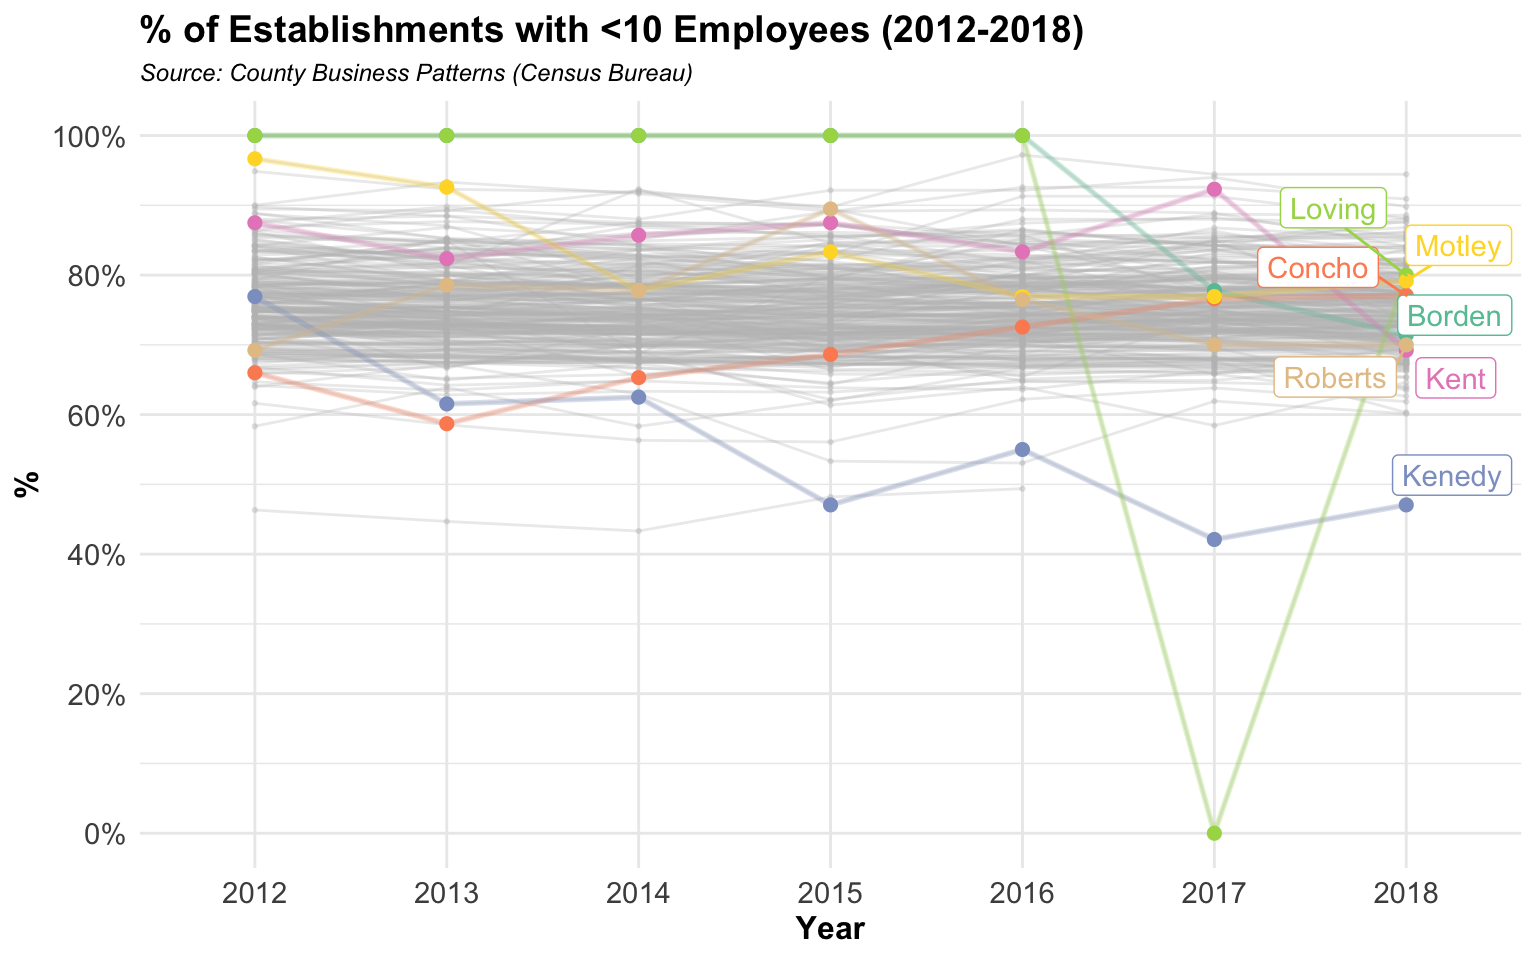 % of Establishments with <10 Employees (2012-2018)
Source: County Business Patterns (Census Bureau)
100%
80%
60%
40%
20%
0%
%
Loving
Motley
Concho
Borden
Roberts
Kent
Kenedy
2012 2013 2014 2015 2016 2017 2018
Year